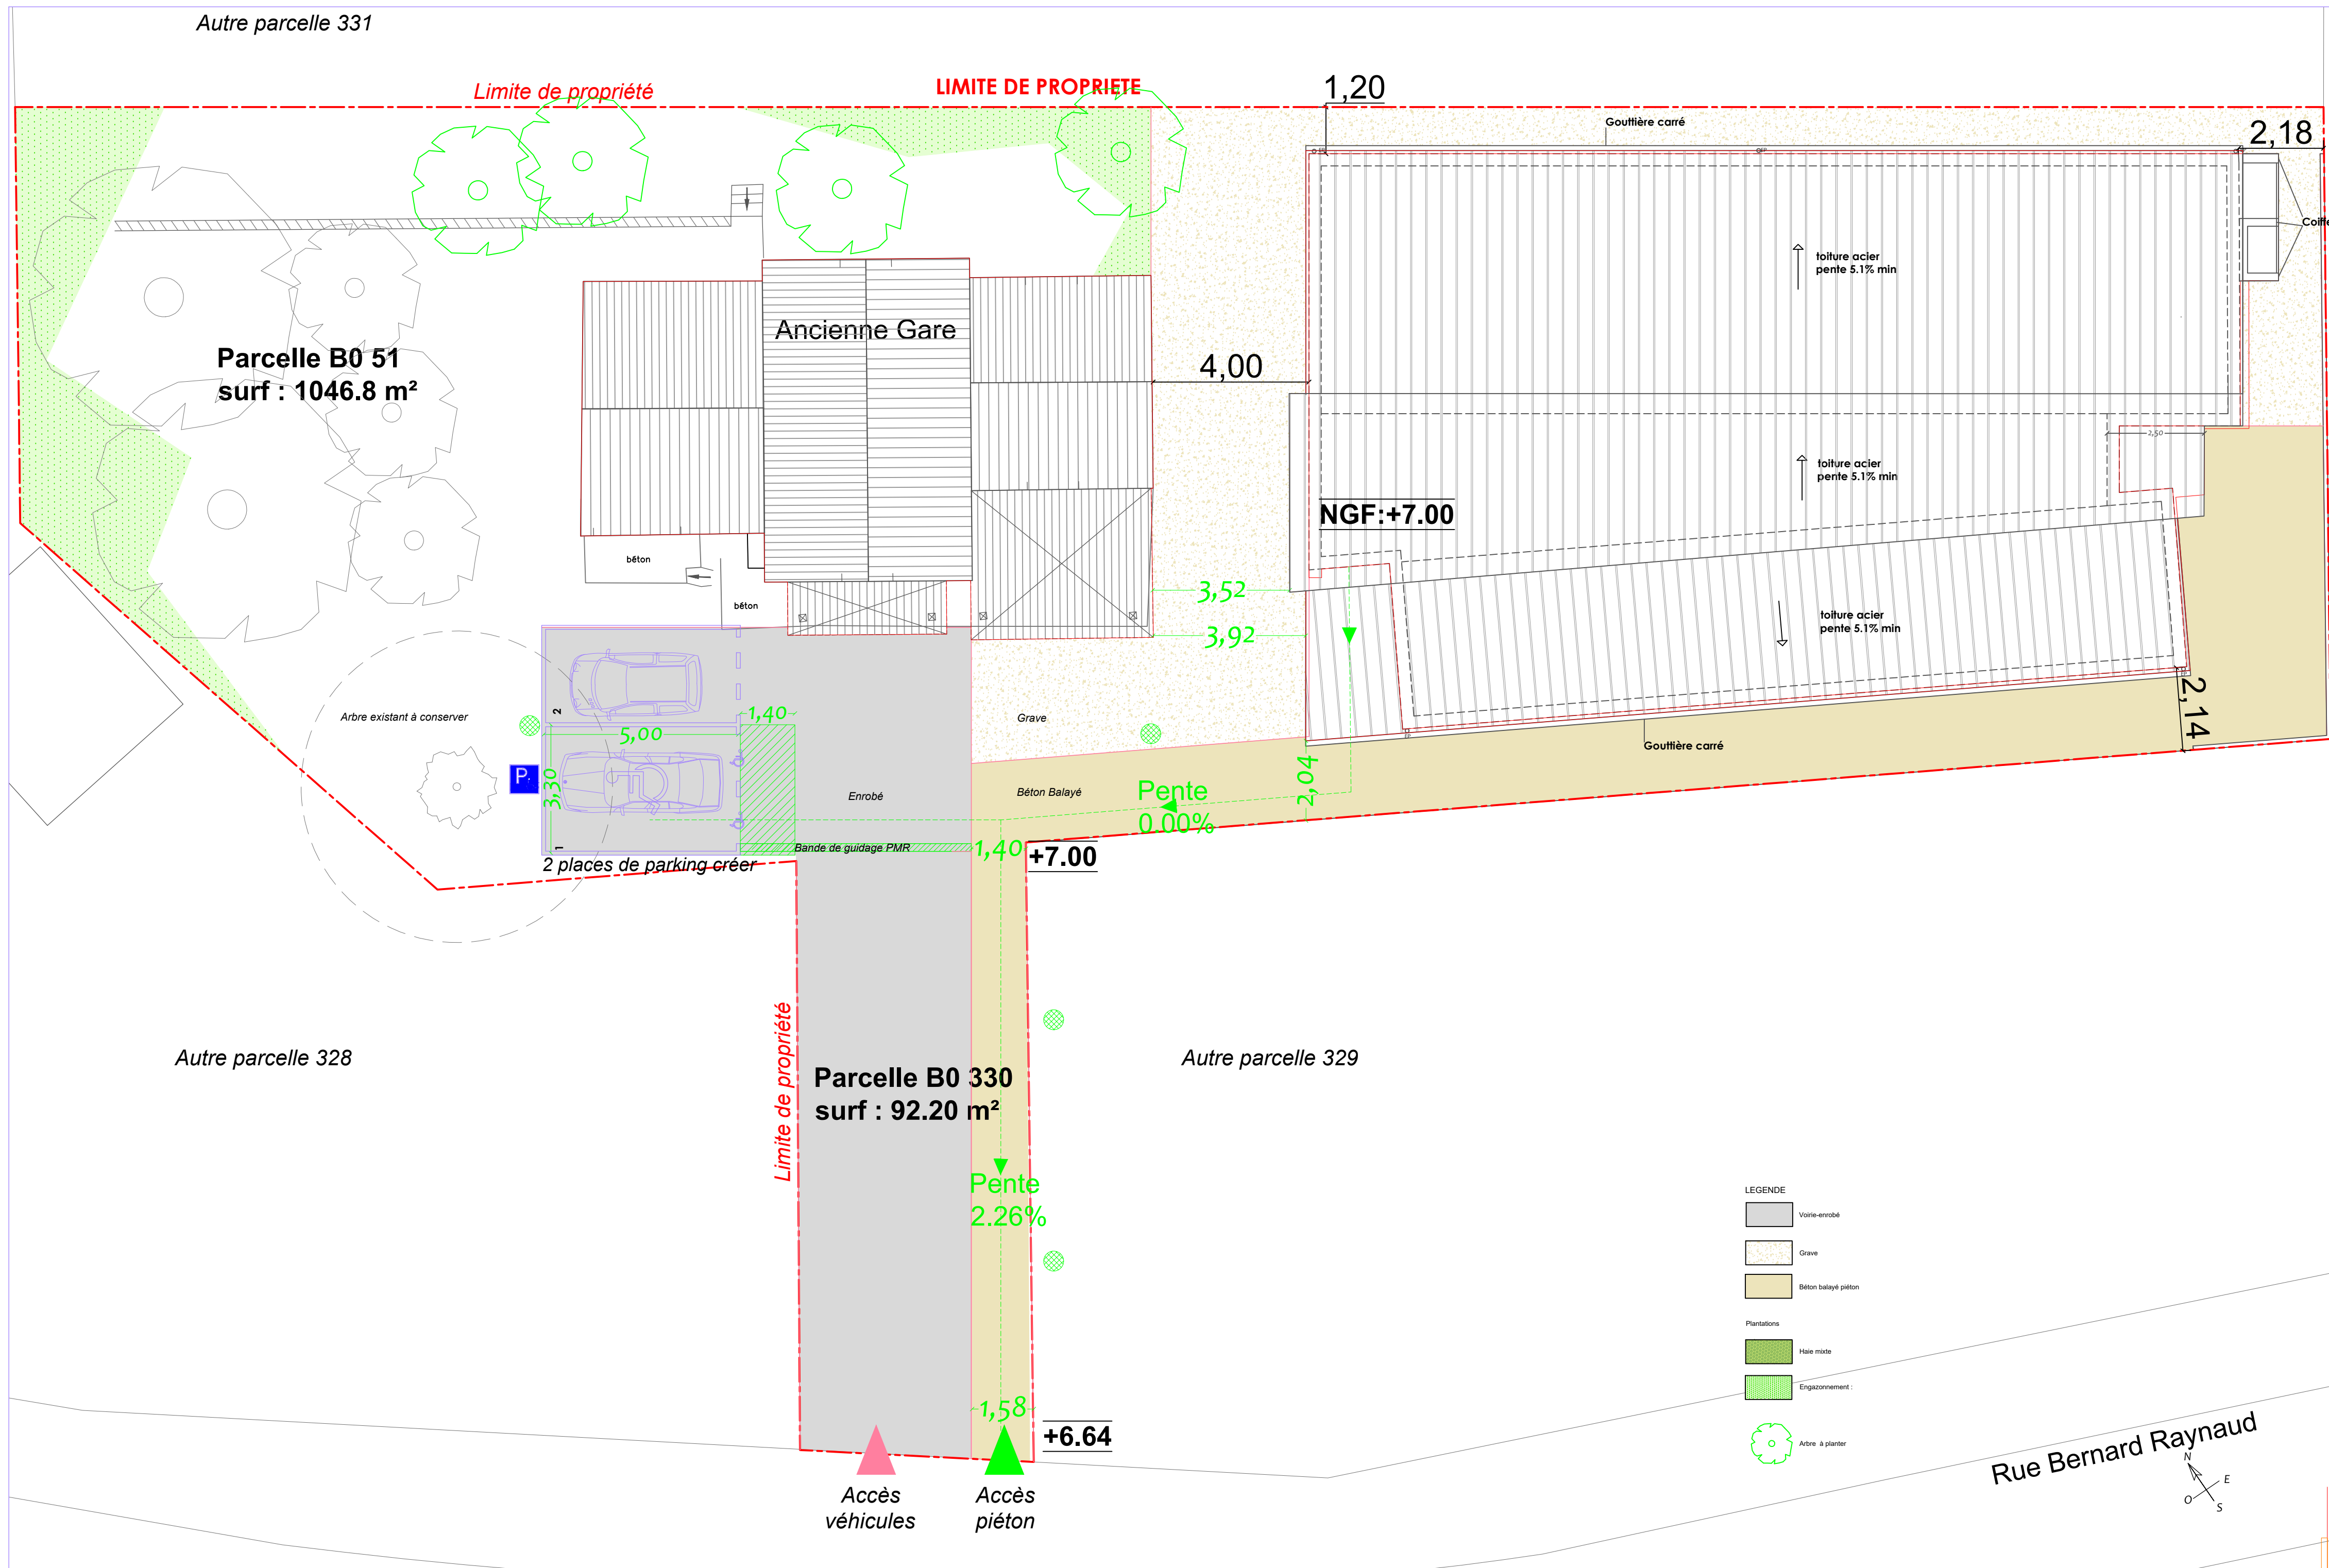 Autre parcelle 331
Limite de propriété
LIMITE DE PROPRIETE
1,20
Gouttière carré
2,18
toiture acier
pente 5.1% min
Ancienne Gare
Parcelle B0 51
surf : 1046.8 m²
4,00
2,50
toiture acier
pente 5.1% min
NGF:+7.00
béton
béton
3,52
3,92
toiture acier
pente 5.1% min
2,14
Arbre existant à conserver
2
1,40
5,00
Grave
Gouttière carré
P
3,30
Enrobé
Béton Balayé
Pente
0.00%
2,04
1
Bande de guidage PMR
1,40
+7.00
2 places de parking créer
Limite de propriété
Autre parcelle 328
Autre parcelle 329
Parcelle B0 330
surf : 92.20 m²
Pente
2.26%
1,58
+6.64
Accès
véhicules
Accès
piéton
LEGENDE
Voirie-enrobé
Grave
Béton balayé piéton
Plantations
Haie mixte
Engazonnement :
Arbre à planter
Rue Bernard Raynaud
N
E
O
S